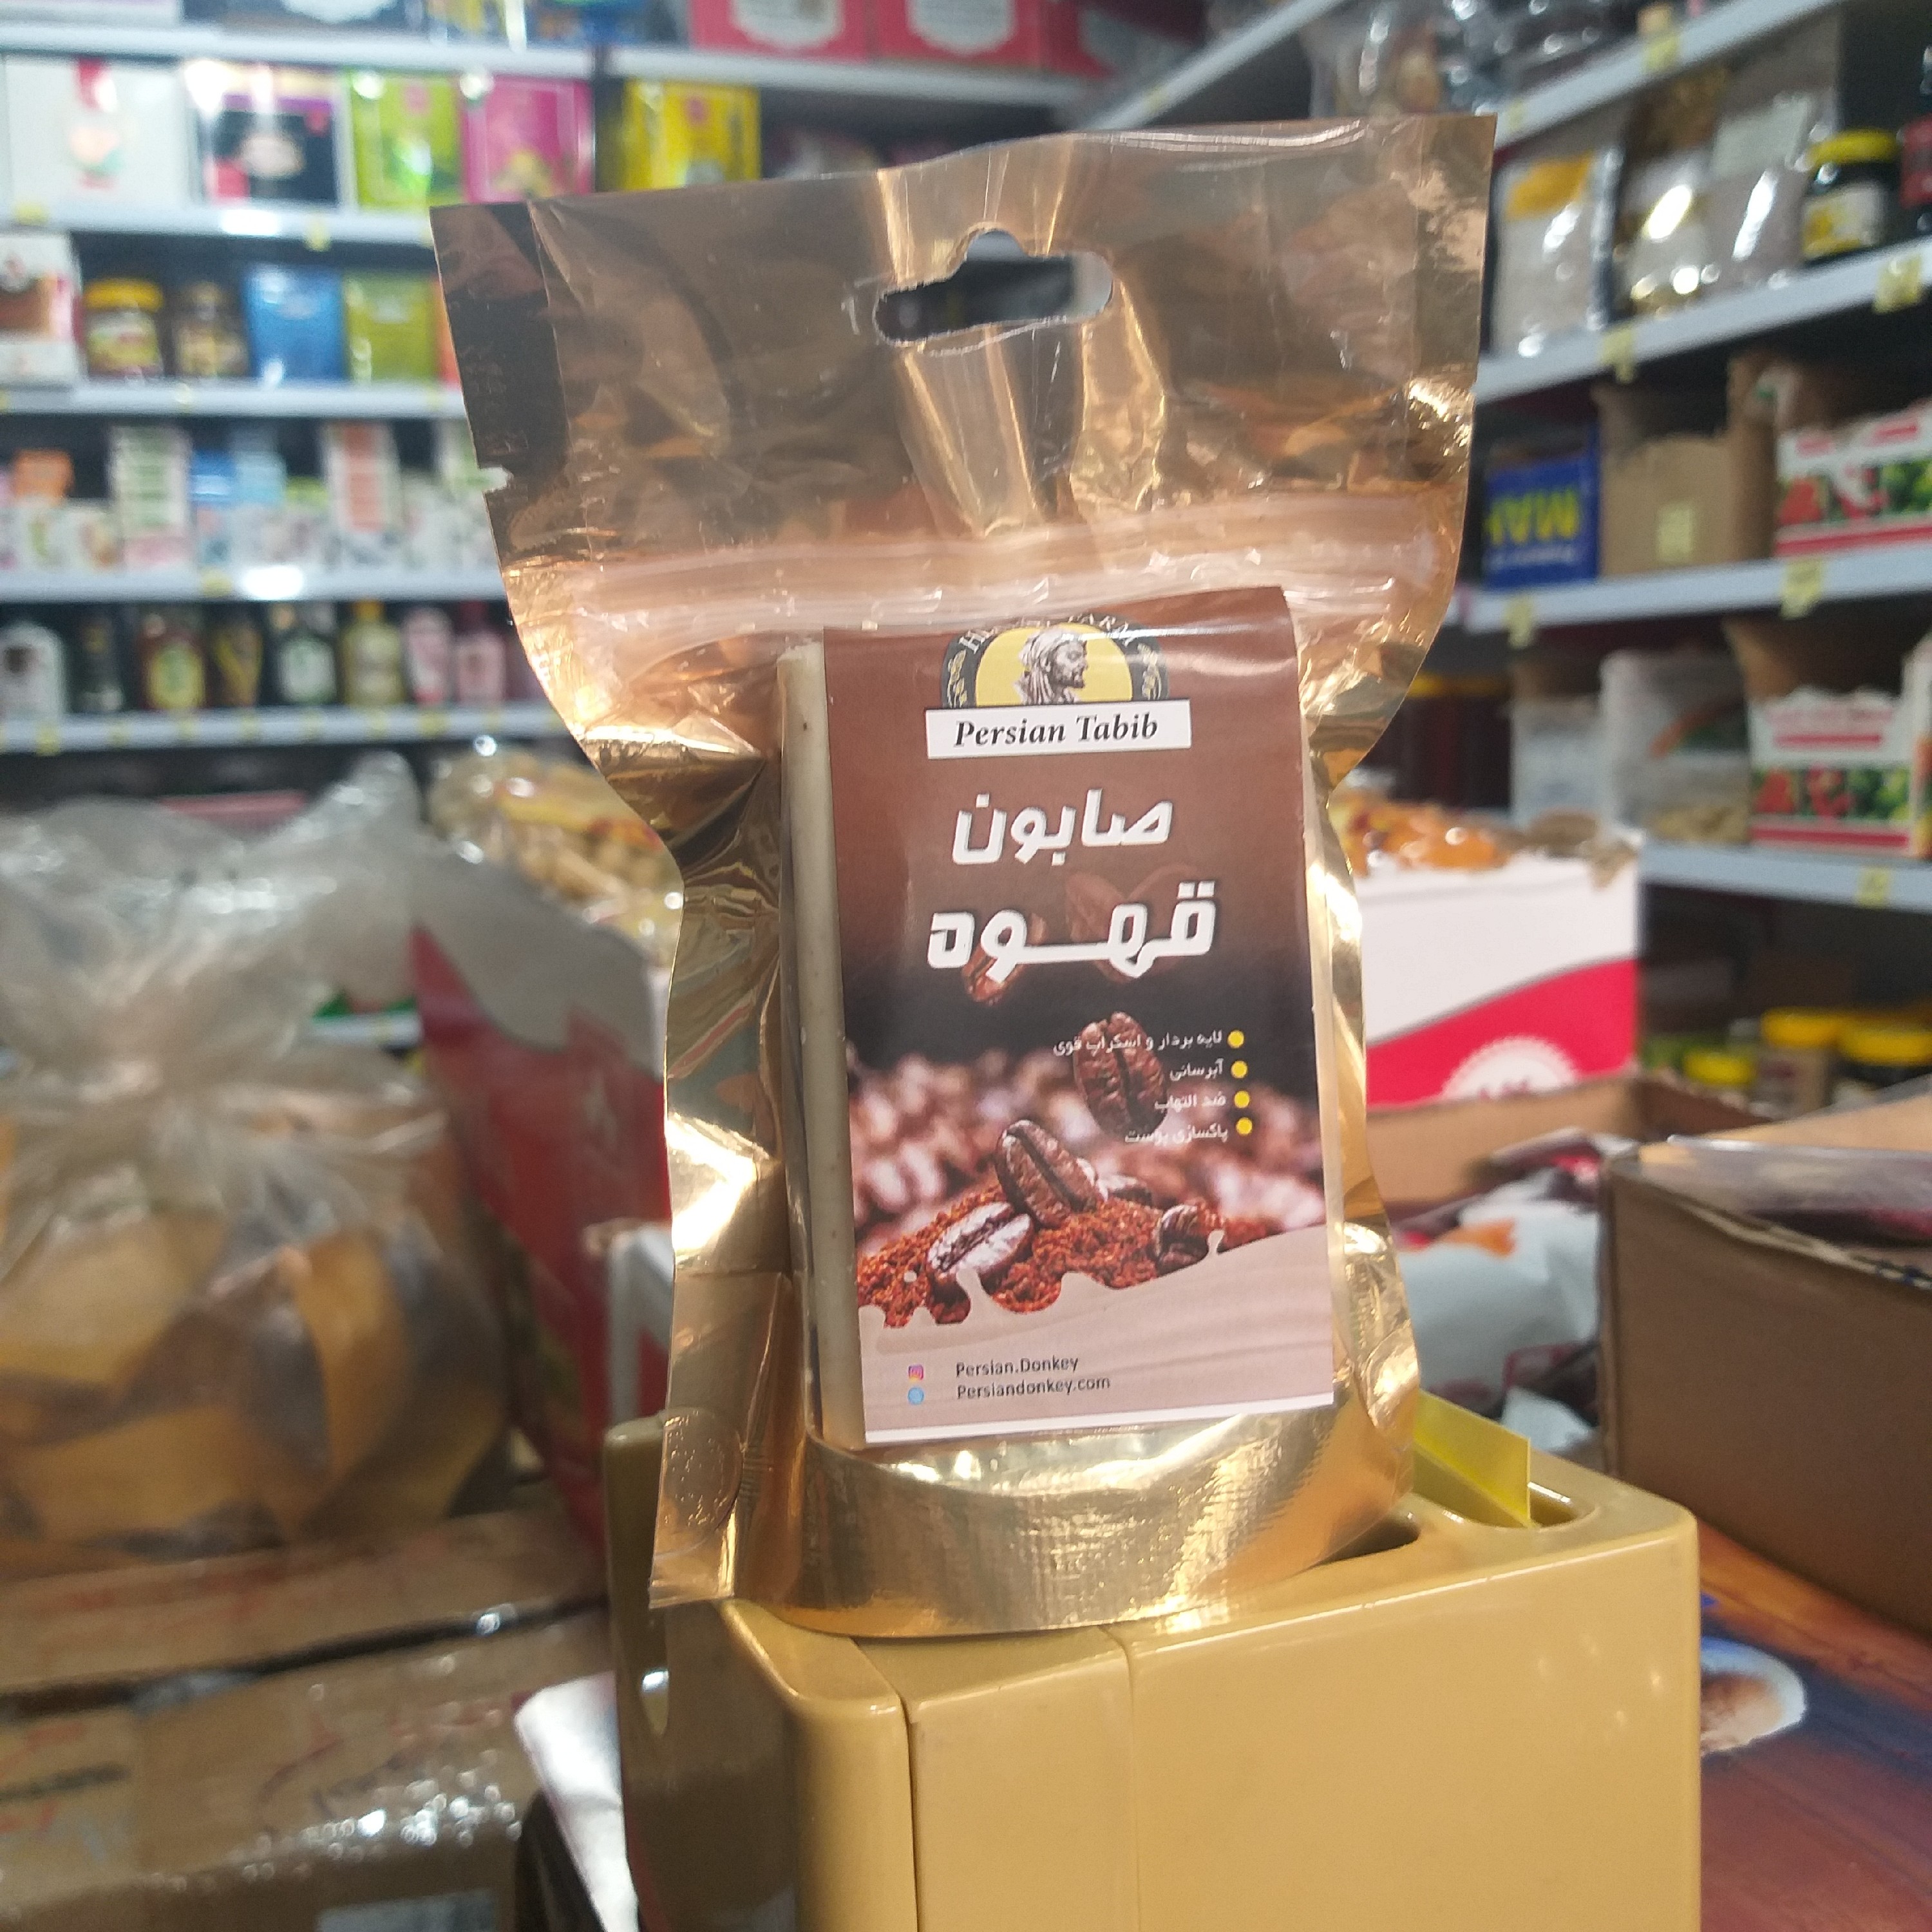 Persian Tabib
صابون
قهوه
لایه بردار و اسکراب قوی
آبرسانی
ضد التهاب
پاکسازی پوست
Persian.Donkey
Persiandonkey.com